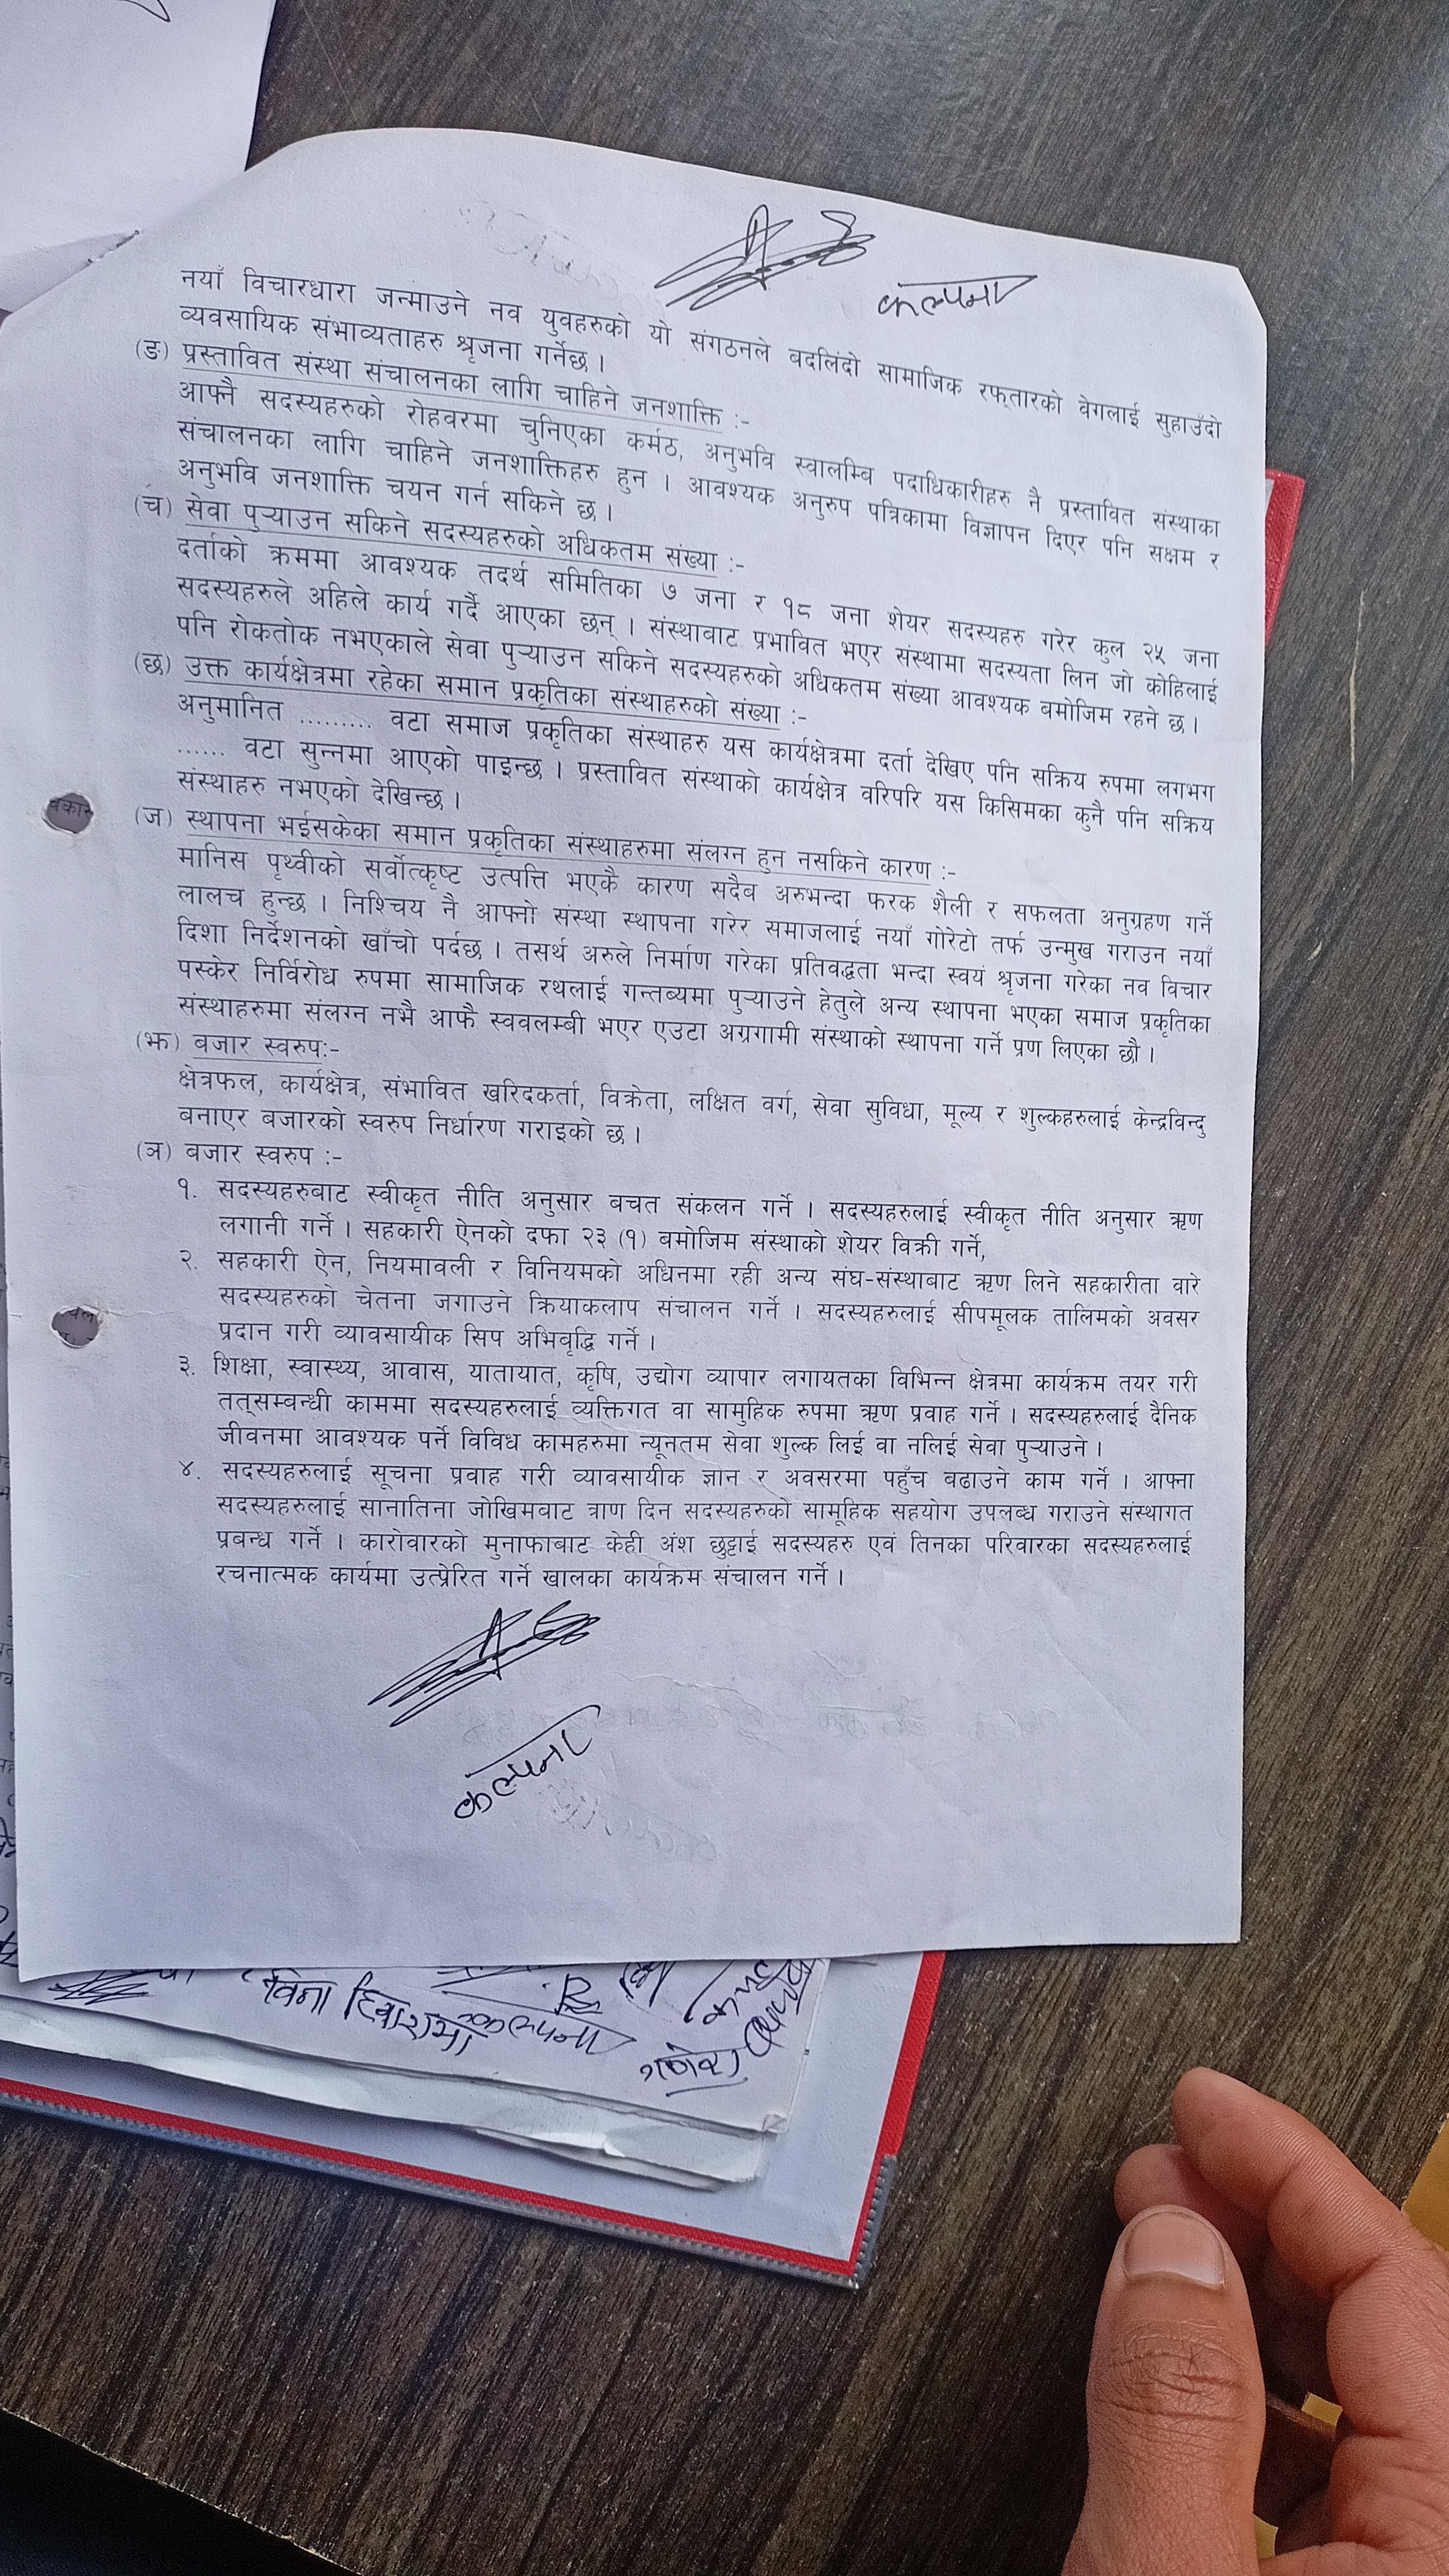 कल्पना
नयाँ विचारधारा जन्माउने नव युवहरुको यो संगठनले बदलिंदो सामाजिक रफ्तारको वेगलाई सुहाउँदो
व्यवसायिक संभाव्यताहरु श्रृजना गर्नेछ ।
(ङ) प्रस्तावित संस्था संचालनका लागि चाहिने जनशाक्ति :-
आफ्नै सदस्यहरुको रोहवरमा चुनिएका कर्मठ, अनुभवि स्वालम्बि पदाधिकारीहरु नै प्रस्तावित संस्थाका
संचालनका लागि चाहिने जनशाक्तिहरु हुन । आवश्यक अनुरुप पत्रिकामा विज्ञापन दिएर पनि सक्षम र
अनुभवि जनशाक्ति चयन गर्न सकिने छ ।
(च) सेवा पुऱ्याउन सकिने सदस्यहरुको अधिकतम संख्या :-
दर्ताको क्रममा आवश्यक तदर्थ समितिका ७ जना र १८ जना शेयर सदस्यहरु गरेर कुल २५ जना
सदस्यहरुले अहिले कार्य गर्दै आएका छन् । संस्थाबाट प्रभावित भएर संस्थामा सदस्यता लिन जो कोहिलाई
पनि रोकतोक नभएकाले सेवा पुऱ्याउन सकिने सदस्यहरुको अधिकतम संख्या आवश्यक बमोजिम रहने छ ।
(छ) उक्त कार्यक्षेत्रमा रहेका समान प्रकृतिका संस्थाहरुको संख्या :-
अनुमानित ......... वटा समाज प्रकृतिका संस्थाहरु यस कार्यक्षेत्रमा दर्ता देखिए पनि सक्रिय रुपमा लगभग
...... वटा सुन्नमा आएको पाइन्छ । प्रस्तावित संस्थाको कार्यक्षेत्र वरिपरि यस किसिमका कुनै पनि सक्रिय
संस्थाहरु नभएको देखिन्छ ।
(ज) स्थापना भईसकेका समान प्रकृतिका संस्थाहरुमा संलग्न हुन नसकिने कारण :-
मानिस पृथ्वीको सर्वोत्कृष्ट उत्पत्ति भएकै कारण सदैब अरुभन्दा फरक शैली र सफलता अनुग्रहण गर्ने
लालच हुन्छ । निश्चिय नै आफ्नो संस्था स्थापना गरेर समाजलाई नयाँ गोरेटो तर्फ उन्मुख गराउन नयाँ
दिशा निर्देशनको खाँचो पर्दछ । तसर्थ अरुले निर्माण गरेका प्रतिवद्धता भन्दा स्वयं श्रृजना गरेका नव विचार
पस्केर निर्विरोध रुपमा सामाजिक रथलाई गन्तब्यमा पुऱ्याउने हेतुले अन्य स्थापना भएका समाज प्रकृतिका
संस्थाहरुमा संलग्न नभै आफै स्ववलम्बी भएर एउटा अग्रगामी संस्थाको स्थापना गर्ने प्रण लिएका छौ ।
(झ) बजार स्वरुप:-
क्षेत्रफल, कार्यक्षेत्र, संभावित खरिदकर्ता, विक्रेता, लक्षित वर्ग, सेवा सुविधा, मूल्य र शुल्कहरुलाई केन्द्रविन्दु
बनाएर बजारको स्वरुप निर्धारण गराइको छ ।
(ञ) बजार स्वरुप :-
१. सदस्यहरुबाट स्वीकृत नीति अनुसार बचत संकलन गर्ने । सदस्यहरुलाई स्वीकृत नीति अनुसार ऋण
लगानी गर्ने । सहकारी ऐनको दफा २३ (१) बमोजिम संस्थाको शेयर विक्री गर्ने,
२. सहकारी ऐन, नियमावली र विनियमको अधिनमा रही अन्य संघ-संस्थाबाट ऋण लिने सहकारीता वारे
सदस्यहरुको चेतना जगाउने क्रियाकलाप संचालन गर्ने । सदस्यहरुलाई सीपमूलक तालिमको अवसर
प्रदान गरी व्यावसायीक सिप अभिबृद्धि गर्ने ।
३. शिक्षा, स्वास्थ्य, आवास, यातायात, कृषि, उद्योग व्यापार लगायतका विभिन्न क्षेत्रमा कार्यक्रम तयर गरी
तत्सम्बन्धी काममा सदस्यहरुलाई व्यक्तिगत वा सामुहिक रुपमा ऋण प्रवाह गर्ने । सदस्यहरुलाई दैनिक
जीवनमा आवश्यक पर्ने विविध कामहरुमा न्यूनतम सेवा शुल्क लिई वा नलिई सेवा पुऱ्याउने ।
४. सदस्यहरुलाई सूचना प्रवाह गरी व्यावसायीक ज्ञान र अवसरमा पहुँच बढाउने काम गर्ने । आफ्ना
सदस्यहरुलाई सानातिना जोखिमबाट त्राण दिन सदस्यहरुको सामूहिक सहयोग उपलब्ध गराउने संस्थागत
प्रबन्ध गर्ने । कारोवारको मुनाफाबाट केही अंश छुट्टाई सदस्यहरु एवं तिनका परिवारका सदस्यहरुलाई
रचनात्मक कार्यमा उत्प्रेरित गर्ने खालका कार्यक्रम संचालन गर्ने ।
कल्पना
विना
कल्पना
गणेश